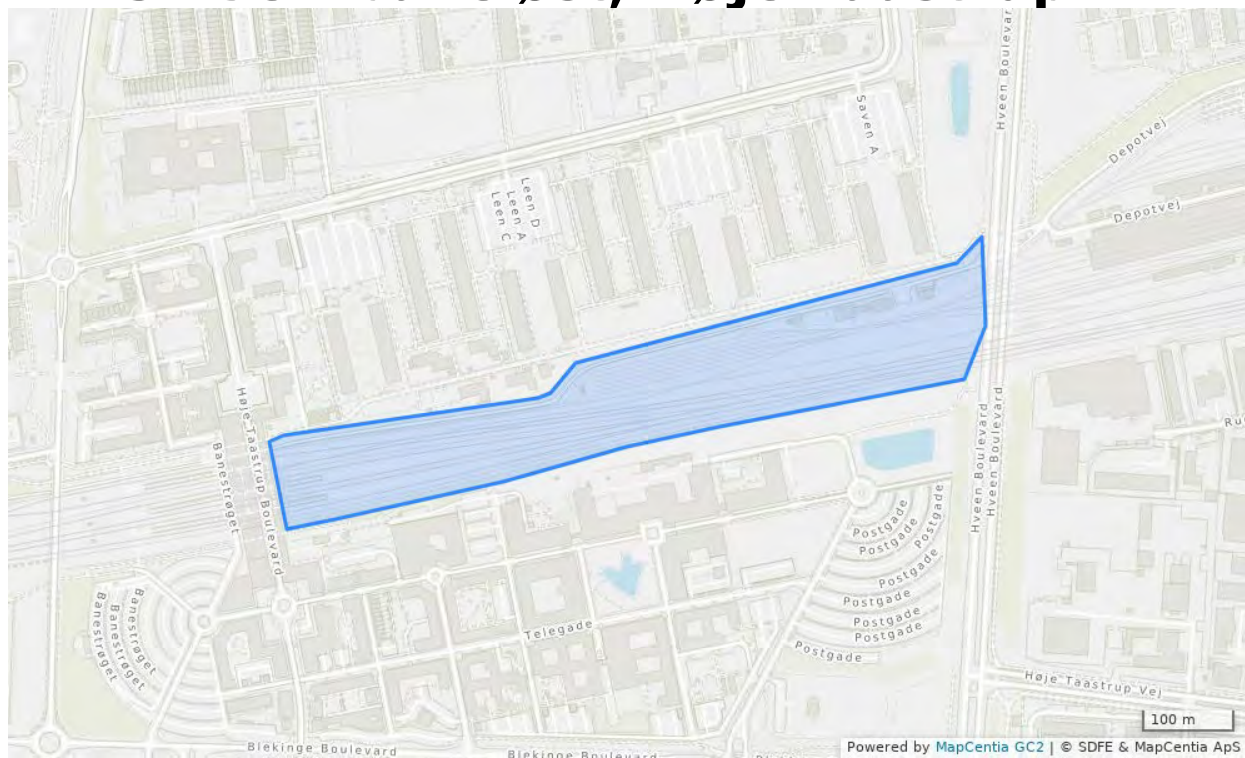 Hveen Boulevard
Saven A
Depotvej
Depotvej
Leen D
Leen A
Leen C
Høje Taastrup Boulevard
Banestrøget
Hveen Boulevard
Hveen Boulevard
Postgade
Postgade
Postgade
Postgade
Postgade
Postgade
Postgade
Postgade
Banestrøget
Banestrøget
Banestrøget
Telegade
Høje Taastrup Vej
100 m
Blekinge Boulevard
Blekinge Boulevard
Powered by MapCentia GC2 | © SDFE & MapCentia ApS